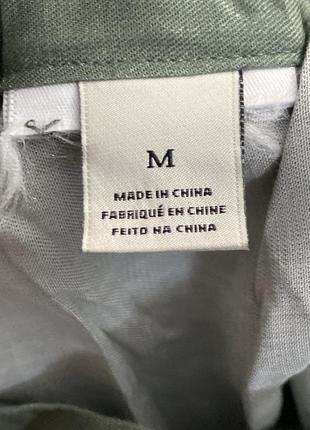 M
MADE IN CHINA
FABRIQUÉ EN CHINE
FEITO NA CHINA